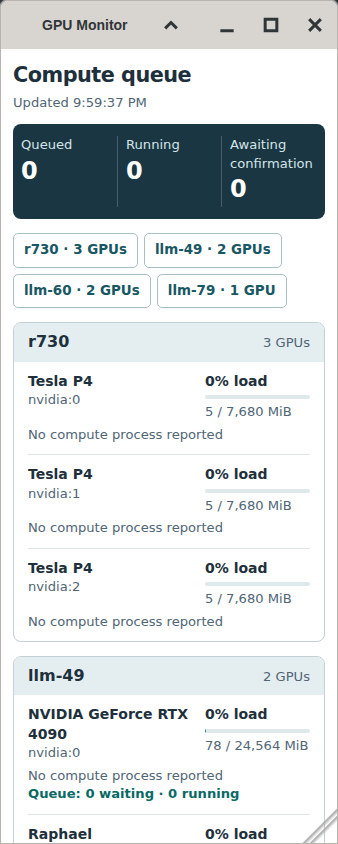 GPU Monitor
Compute queue
Updated 9:59:37 PM
Queued
0
Running
0
Awaiting
confirmation
0
r730 · 3 GPUs
llm-49 · 2 GPUs
llm-60 · 2 GPUs
llm-79 · 1 GPU
r730
3 GPUs
Tesla P4
nvidia:0
0% load
5 / 7,680 MiB
No compute process reported
Tesla P4
nvidia:1
0% load
5 / 7,680 MiB
No compute process reported
Tesla P4
nvidia:2
0% load
5 / 7,680 MiB
No compute process reported
llm-49
2 GPUs
NVIDIA GeForce RTX
4090
nvidia:0
0% load
78 / 24,564 MiB
No compute process reported
Queue: 0 waiting · 0 running
Raphael
0% load